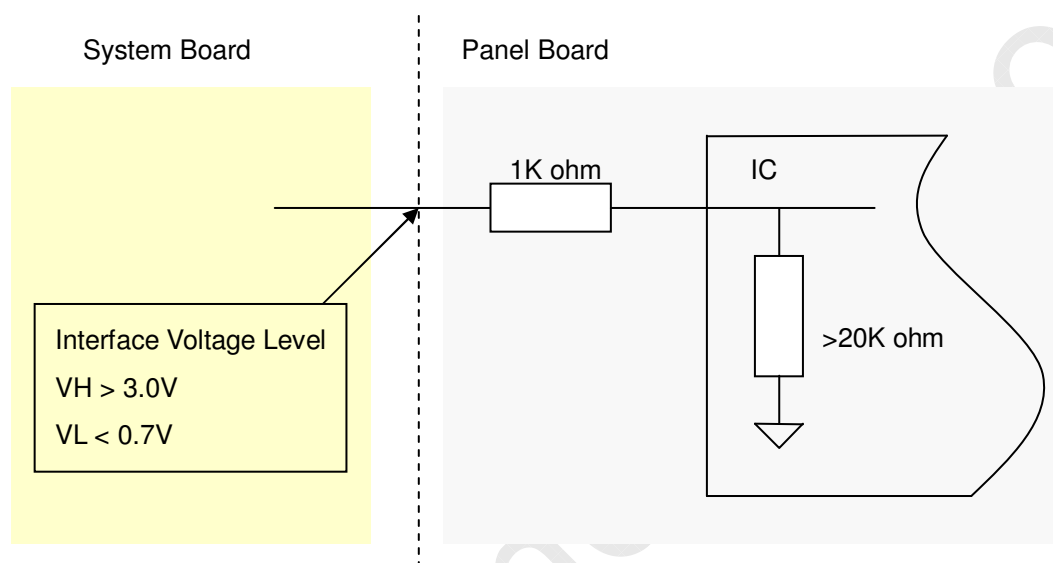 System Board
Panel Board
1K ohm
IC
Interface Voltage Level
VH > 3.0V
VL < 0.7V
>20K ohm